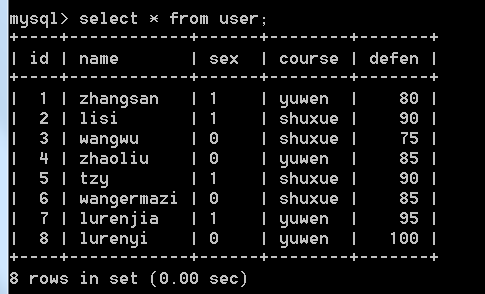 mysql> select * from user;
+----+------------+------+--------+-------+
| id | name       | sex  | course | defen |
+----+------------+------+--------+-------+
|  1 | zhangsan   | 1    | yuwen  |    80 |
|  2 | lisi       | 1    | shuxue |    90 |
|  3 | wangwu     | 0    | shuxue |    75 |
|  4 | zhaoliu    | 0    | yuwen  |    85 |
|  5 | tzy        | 1    | shuxue |    90 |
|  6 | wangermazi | 0    | shuxue |    85 |
|  7 | lurenjia   | 1    | yuwen  |    95 |
|  8 | lurenyi    | 0    | yuwen  |   100 |
+----+------------+------+--------+-------+
8 rows in set (0.00 sec)